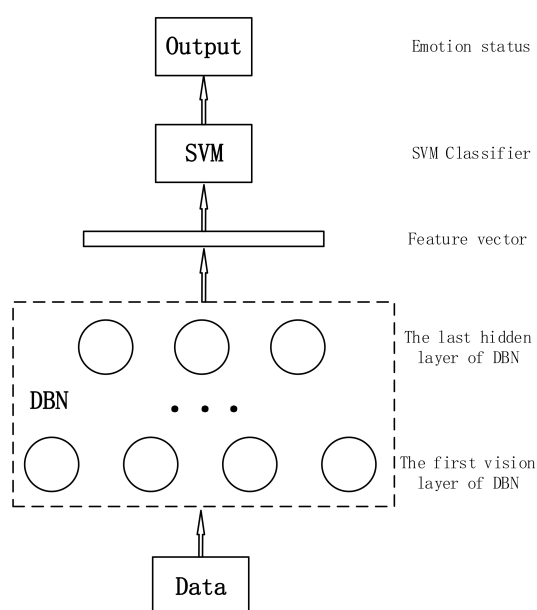 Output
Emotion status
SVM
SVM Classifier
Feature vector
The last hidden
layer of DBN
DBN
The first vision
layer of DBN
Data